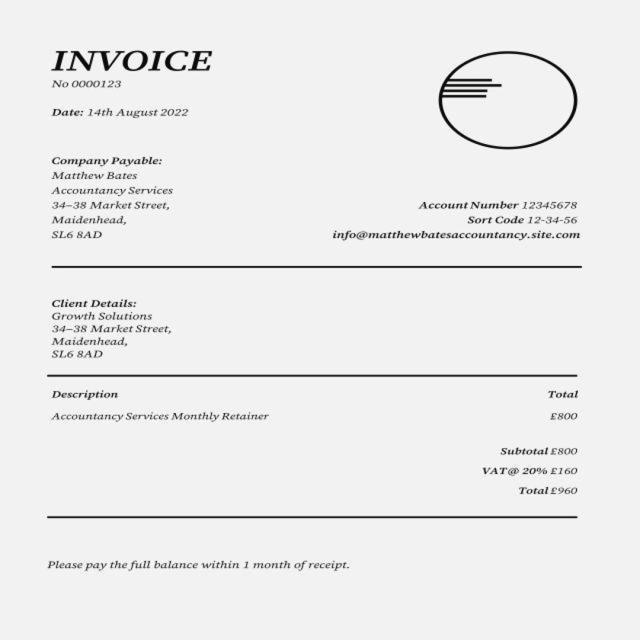 INVOICE
No 0000123
Date: 14th August 2022
Company Payable:
Matthew Bates
Accountancy Services
34–38 Market Street,
Maidenhead,
SL6 8AD
Account Number 12345678
Sort Code 12-34-56
info@matthewbatesaccountancy.site.com
Client Details:
Growth Solutions
34–38 Market Street,
Maidenhead,
SL6 8AD
Description Total
Accountancy Services Monthly Retainer £800
Subtotal £800
VAT@ 20% £160
Total £960
Please pay the full balance within 1 month of receipt.